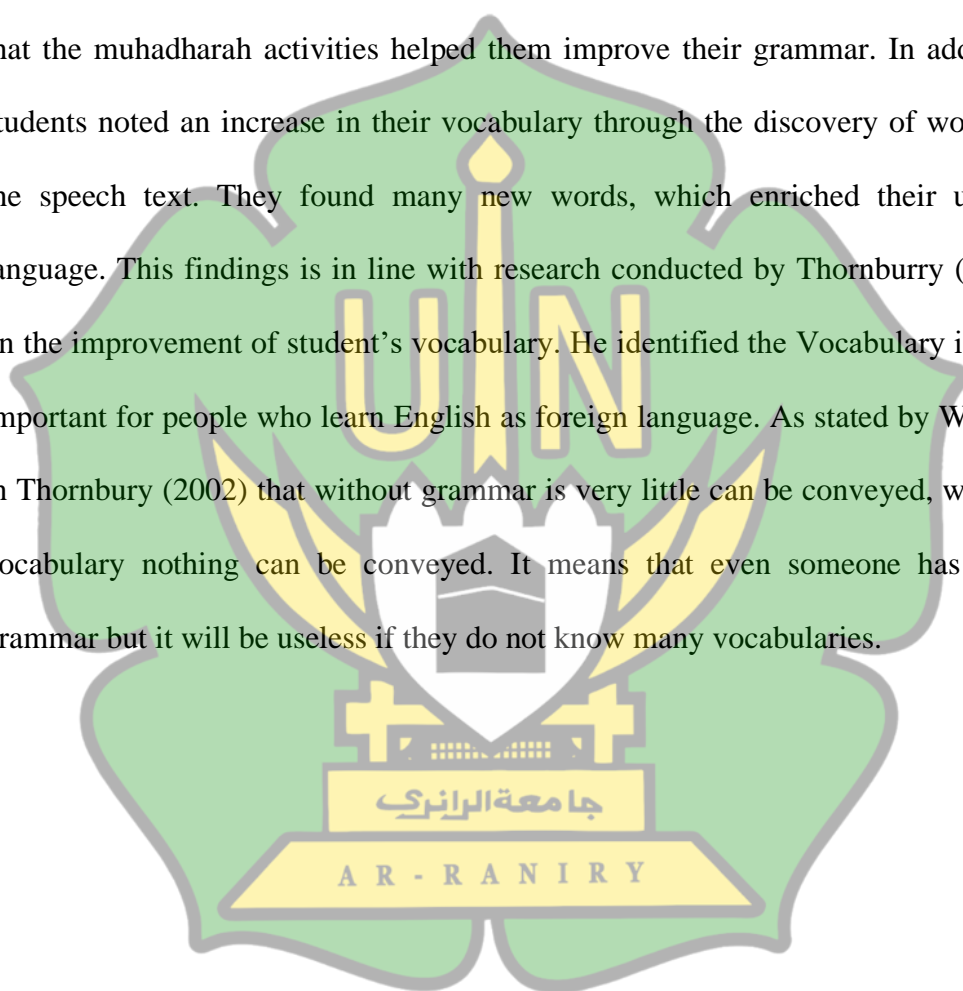 hat the muhadharah activities helped them improve their grammar. In add
tudents noted an increase in their vocabulary through the discovery of wo
he speech text. They found many new words, which enriched their u
anguage. This findings is in line with research conducted by Thornburry (
n the improvement of student’s vocabulary. He identified the Vocabulary i
mportant for people who learn English as foreign language. As stated by W
n Thornbury (2002) that without grammar is very little can be conveyed, w
ocabulary nothing can be conveyed. It means that even someone has
rammar but it will be useless if they do not know many vocabularies.
UIN
جامعة الرانري
AR-RANIRY